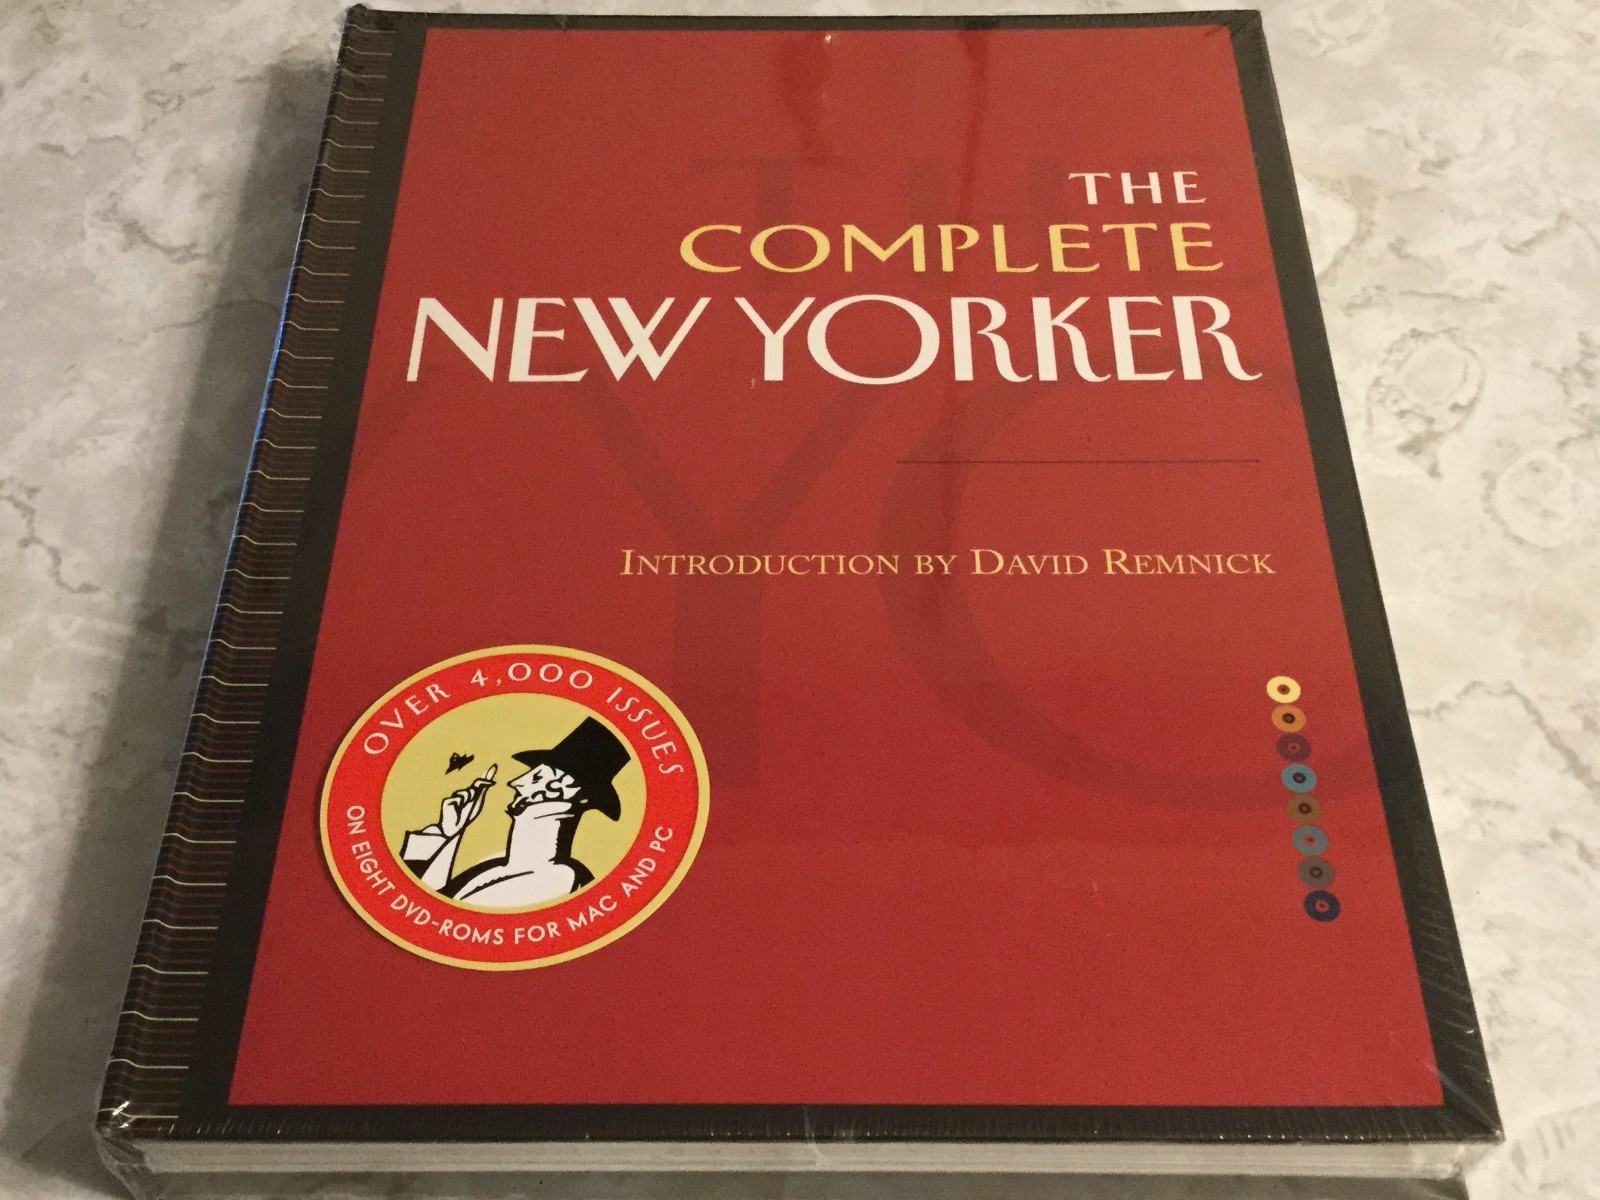 THE
COMPLETE
NEW YORKER
INTRODUCTION BY DAVID REMNICK
OVER 4,000 ISSUES
ON EIGHT DVD-ROMS FOR MAC AND PC